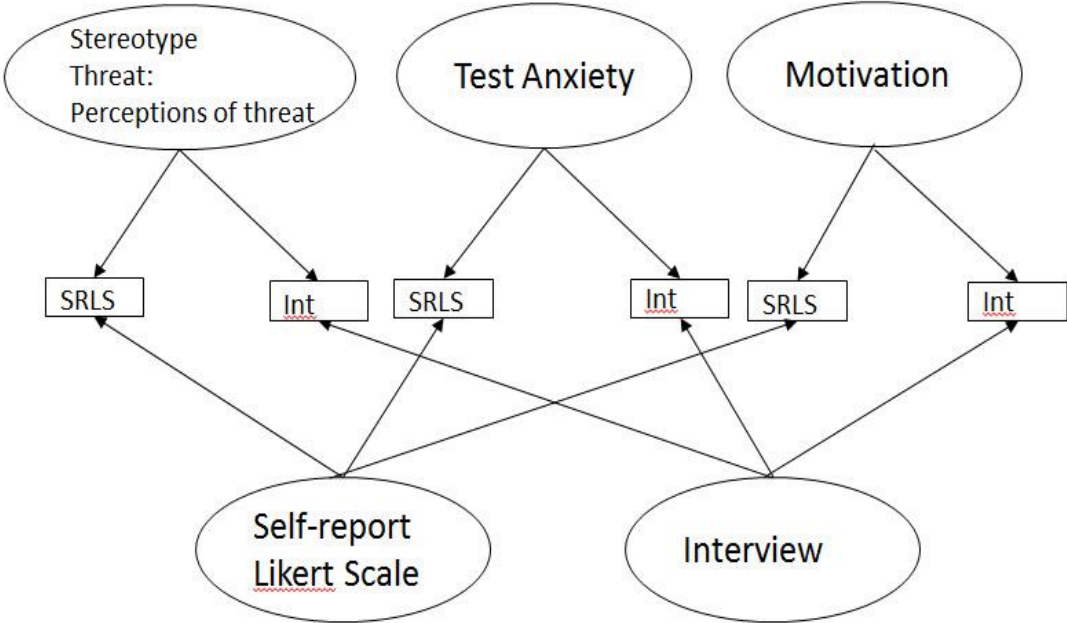 Stereotype
Threat:
Perceptions of threat
Test Anxiety
Motivation
SRLS
Int
SRLS
Int
SRLS
Int
Self-report
Likert Scale
Interview